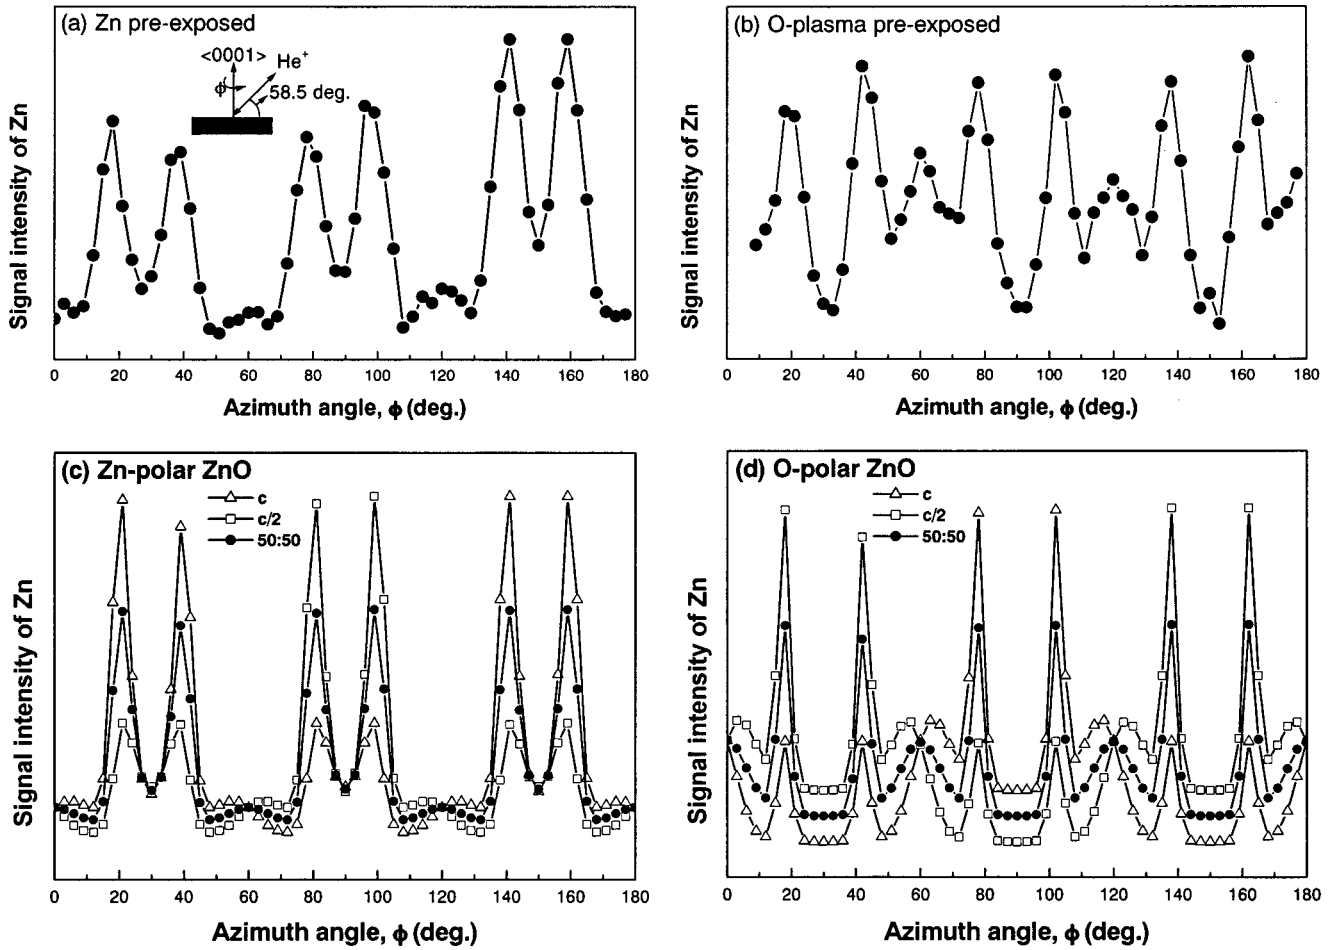 (a) Zn pre-exposed
<0001>
He+
ϕ
58.5 deg.
Signal intensity of Zn
0 20 40 60 80 100 120 140 160 180
Azimuth angle, ϕ (deg.)
(b) O-plasma pre-exposed
Signal intensity of Zn
0 20 40 60 80 100 120 140 160 180
Azimuth angle, ϕ (deg.)
(c) Zn-polar ZnO
c
c/2
50:50
Signal intensity of Zn
0 20 40 60 80 100 120 140 160 180
Azimuth angle, ϕ (deg.)
(d) O-polar ZnO
c
c/2
50:50
Signal intensity of Zn
0 20 40 60 80 100 120 140 160 180
Azimuth angle, ϕ (deg.)